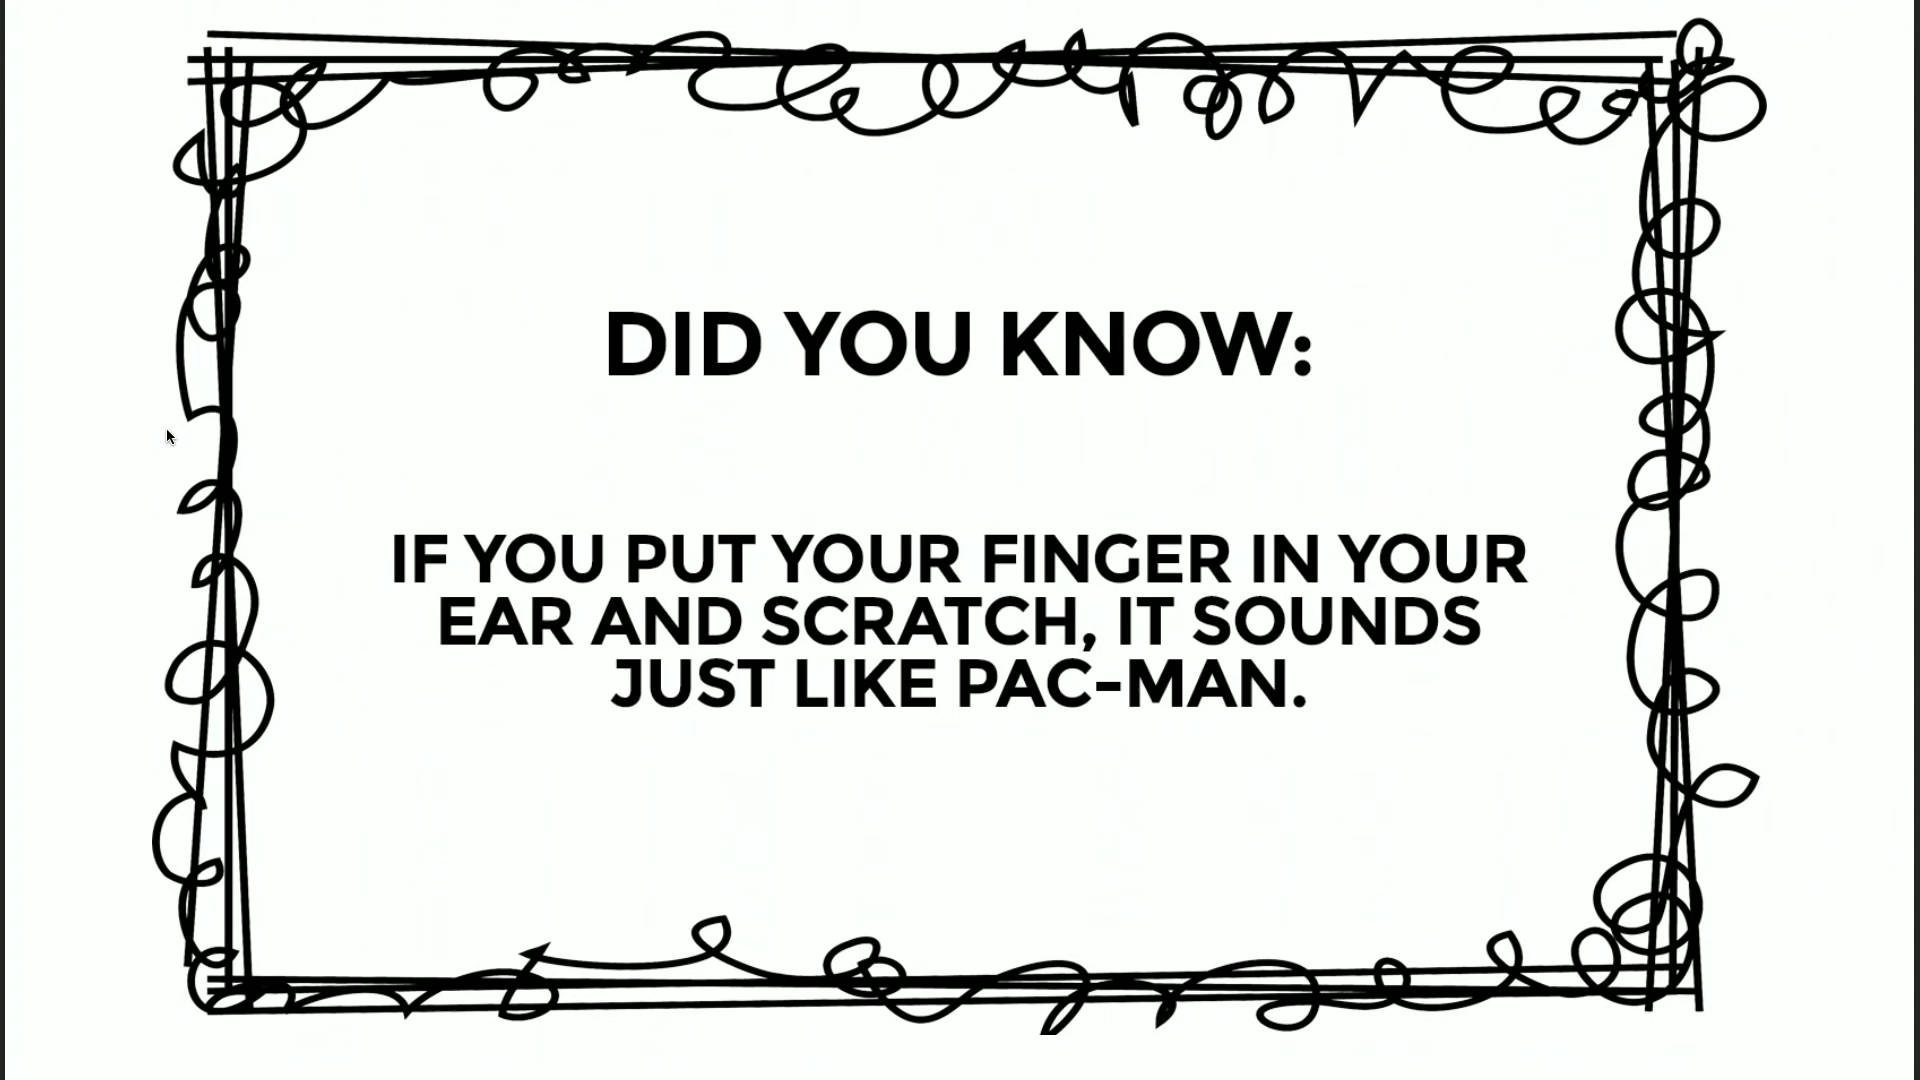 DID YOU KNOW:
IF YOU PUT YOUR FINGER IN YOUR
EAR AND SCRATCH, IT SOUNDS
JUST LIKE PAC-MAN.